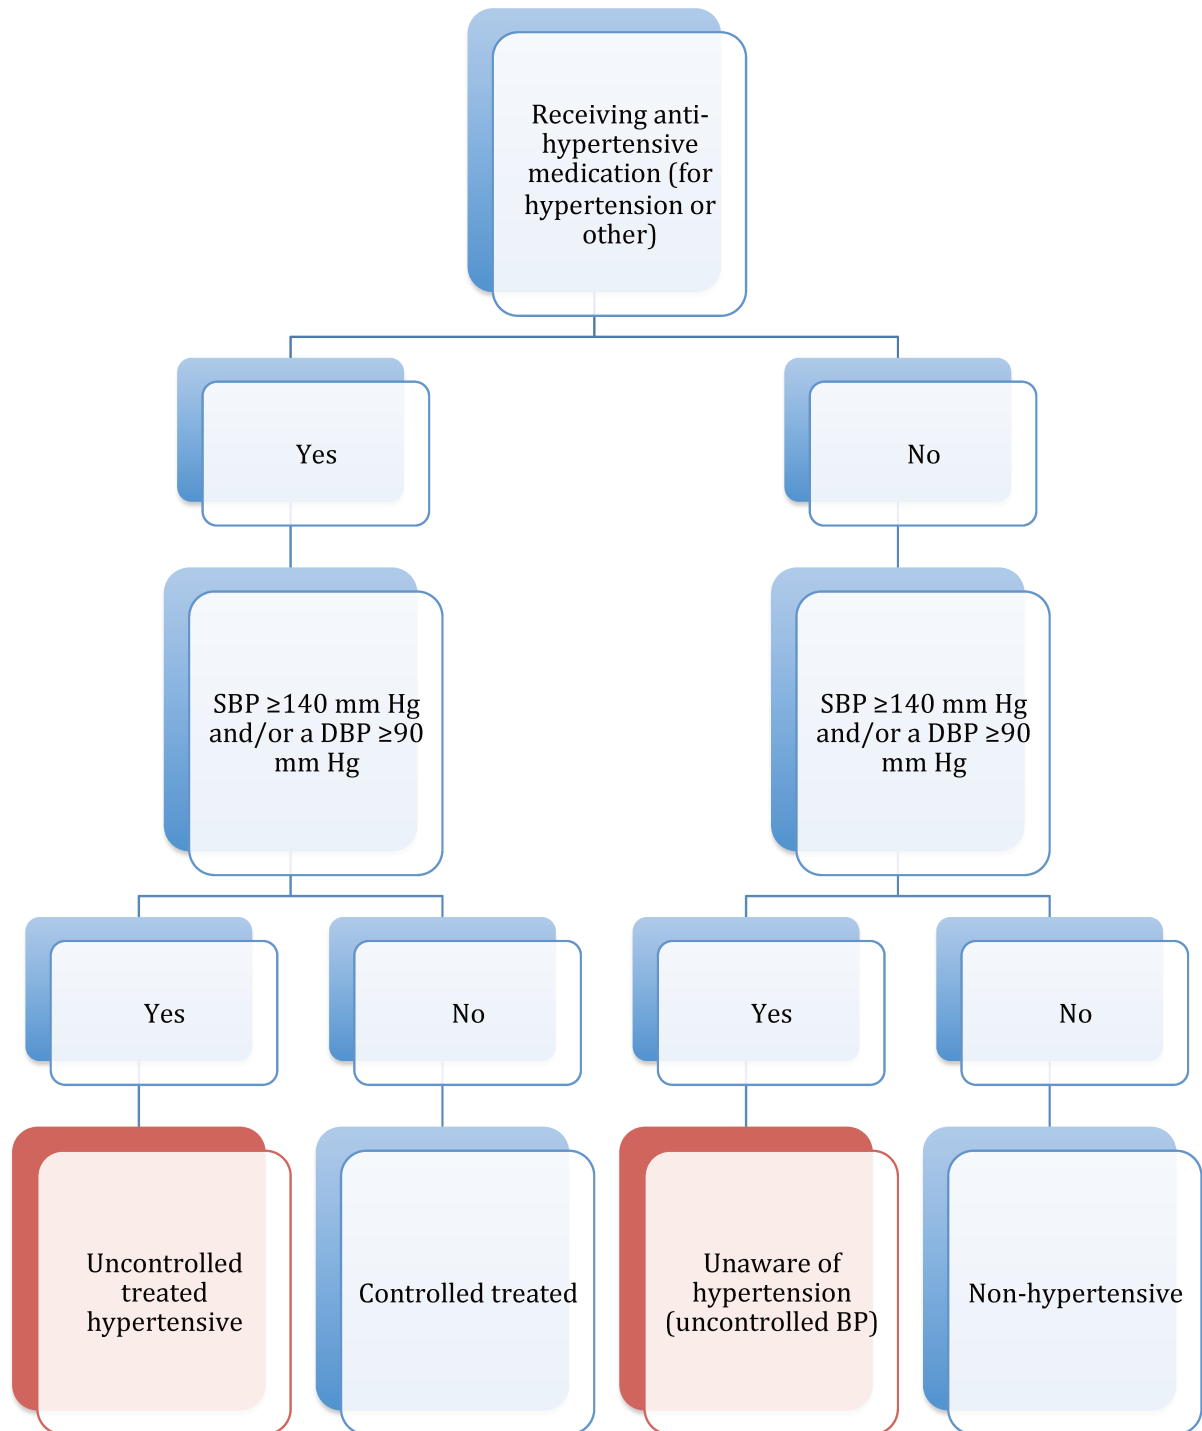 Receiving anti-
hypertensive
medication (for
hypertension or
other)
Yes
No
SBP ≥140 mm Hg
and/or a DBP ≥90
mm Hg
SBP ≥140 mm Hg
and/or a DBP ≥90
mm Hg
Yes
No
Yes
No
Uncontrolled
treated
hypertensive
Controlled treated
Unaware of
hypertension
(uncontrolled BP)
Non-hypertensive